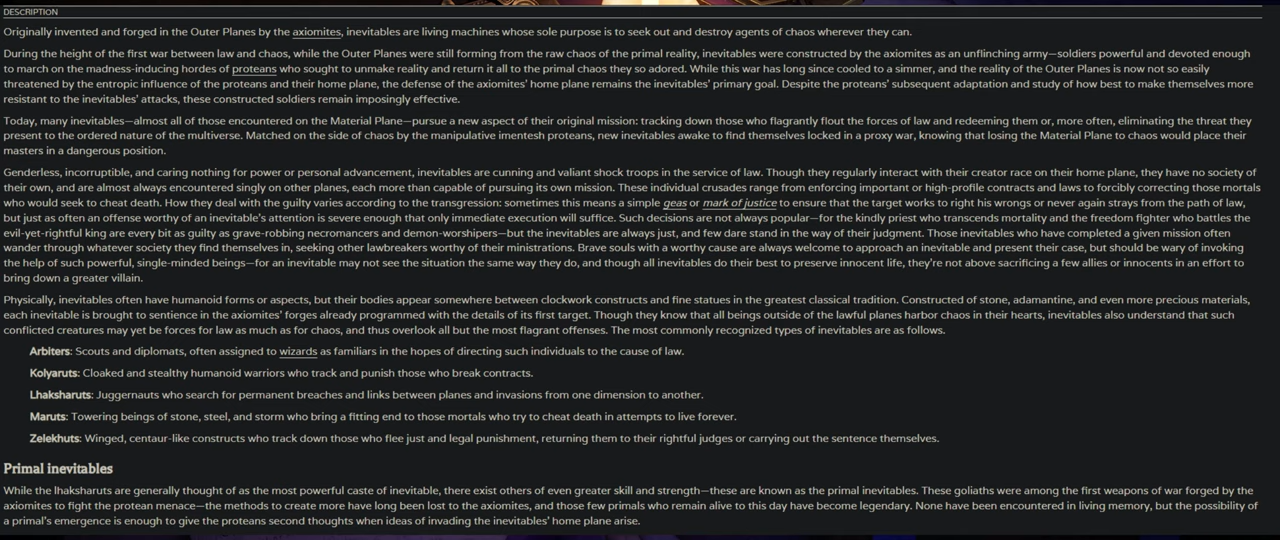 DESCRIPTION
Originally invented and forged in the Outer Planes by the axiomites, inevitables are living machines whose sole purpose is to seek out and destroy agents of chaos wherever they can.
During the height of the first war between law and chaos, while the Outer Planes were still forming from the raw chaos of the primal reality, inevitables were constructed by the axiomites as an unflinching army—soldiers powerful and devoted enough
to march on the madness-inducing hordes of proteans who sought to unmake reality and return it all to the primal chaos they so adored. While this war has long since cooled to a simmer, and the reality of the Outer Planes is now not so easily
threatened by the entropic influence of the proteans and their home plane, the defense of the axiomites' home plane remains the inevitables' primary goal. Despite the proteans' subsequent adaptation and study of how best to make themselves more
resistant to the inevitables' attacks, these constructed soldiers remain imposingly effective.
Today, many inevitables—almost all of those encountered on the Material Plane—pursue a new aspect of their original mission: tracking down those who flagrantly flout the forces of law and redeeming them or, more often, eliminating the threat they
present to the ordered nature of the multiverse. Matched on the side of chaos by the manipulative imentesh proteans, new inevitables awake to find themselves locked in a proxy war, knowing that losing the Material Plane to chaos would place their
masters in a dangerous position.
Genderless, incorruptible, and caring nothing for power or personal advancement, inevitables are cunning and valiant shock troops in the service of law. Though they regularly interact with their creator race on their home plane, they have no society of
their own, and are almost always encountered singly on other planes, each more than capable of pursuing its own mission. These individual crusades range from enforcing important or high-profile contracts and laws to forcibly correcting those mortals
who would seek to cheat death. How they deal with the guilty varies according to the transgression: sometimes this means a simple geas or mark of justice to ensure that the target works to right his wrongs or never again strays from the path of law,
but just as often an offense worthy of an inevitable's attention is severe enough that only immediate execution will suffice. Such decisions are not always popular—for the kindly priest who transcends mortality and the freedom fighter who battles the
evil-yet-rightful king are every bit as guilty as grave-robbing necromancers and demon-worshipers—but the inevitables are always just, and few dare stand in the way of their judgment. Those inevitables who have completed a given mission often
wander through whatever society they find themselves in, seeking other lawbreakers worthy of their ministrations. Brave souls with a worthy cause are always welcome to approach an inevitable and present their case, but should be wary of invoking
the help of such powerful, single-minded beings—for an inevitable may not see the situation the same way they do, and though all inevitables do their best to preserve innocent life, they're not above sacrificing a few allies or innocents in an effort to
bring down a greater villain.
Physically, inevitables often have humanoid forms or aspects, but their bodies appear somewhere between clockwork constructs and fine statues in the greatest classical tradition. Constructed of stone, adamantine, and even more precious materials,
each inevitable is brought to sentience in the axiomites' forges already programmed with the details of its first target. Though they know that all beings outside of the lawful planes harbor chaos in their hearts, inevitables also understand that such
conflicted creatures may yet be forces for law as much as for chaos, and thus overlook all but the most flagrant offenses. The most commonly recognized types of inevitables are as follows.
Arbiters: Scouts and diplomats, often assigned to wizards as familiars in the hopes of directing such individuals to the cause of law.
Kolyaruts: Cloaked and stealthy humanoid warriors who track and punish those who break contracts.
Lhaksharuts: Juggernauts who search for permanent breaches and links between planes and invasions from one dimension to another.
Maruts: Towering beings of stone, steel, and storm who bring a fitting end to those mortals who try to cheat death in attempts to live forever.
Zelekhuts: Winged, centaur-like constructs who track down those who flee just and legal punishment, returning them to their rightful judges or carrying out the sentence themselves.
Primal inevitables
While the lhaksharuts are generally thought of as the most powerful caste of inevitable, there exist others of even greater skill and strength—these are known as the primal inevitables. These goliaths were among the first weapons of war forged by the
axiomites to fight the protean menace—the methods to create more have long been lost to the axiomites, and those few primals who remain alive to this day have become legendary. None have been encountered in living memory, but the possibility of
a primal's emergence is enough to give the proteans second thoughts when ideas of invading the inevitables' home plane arise.